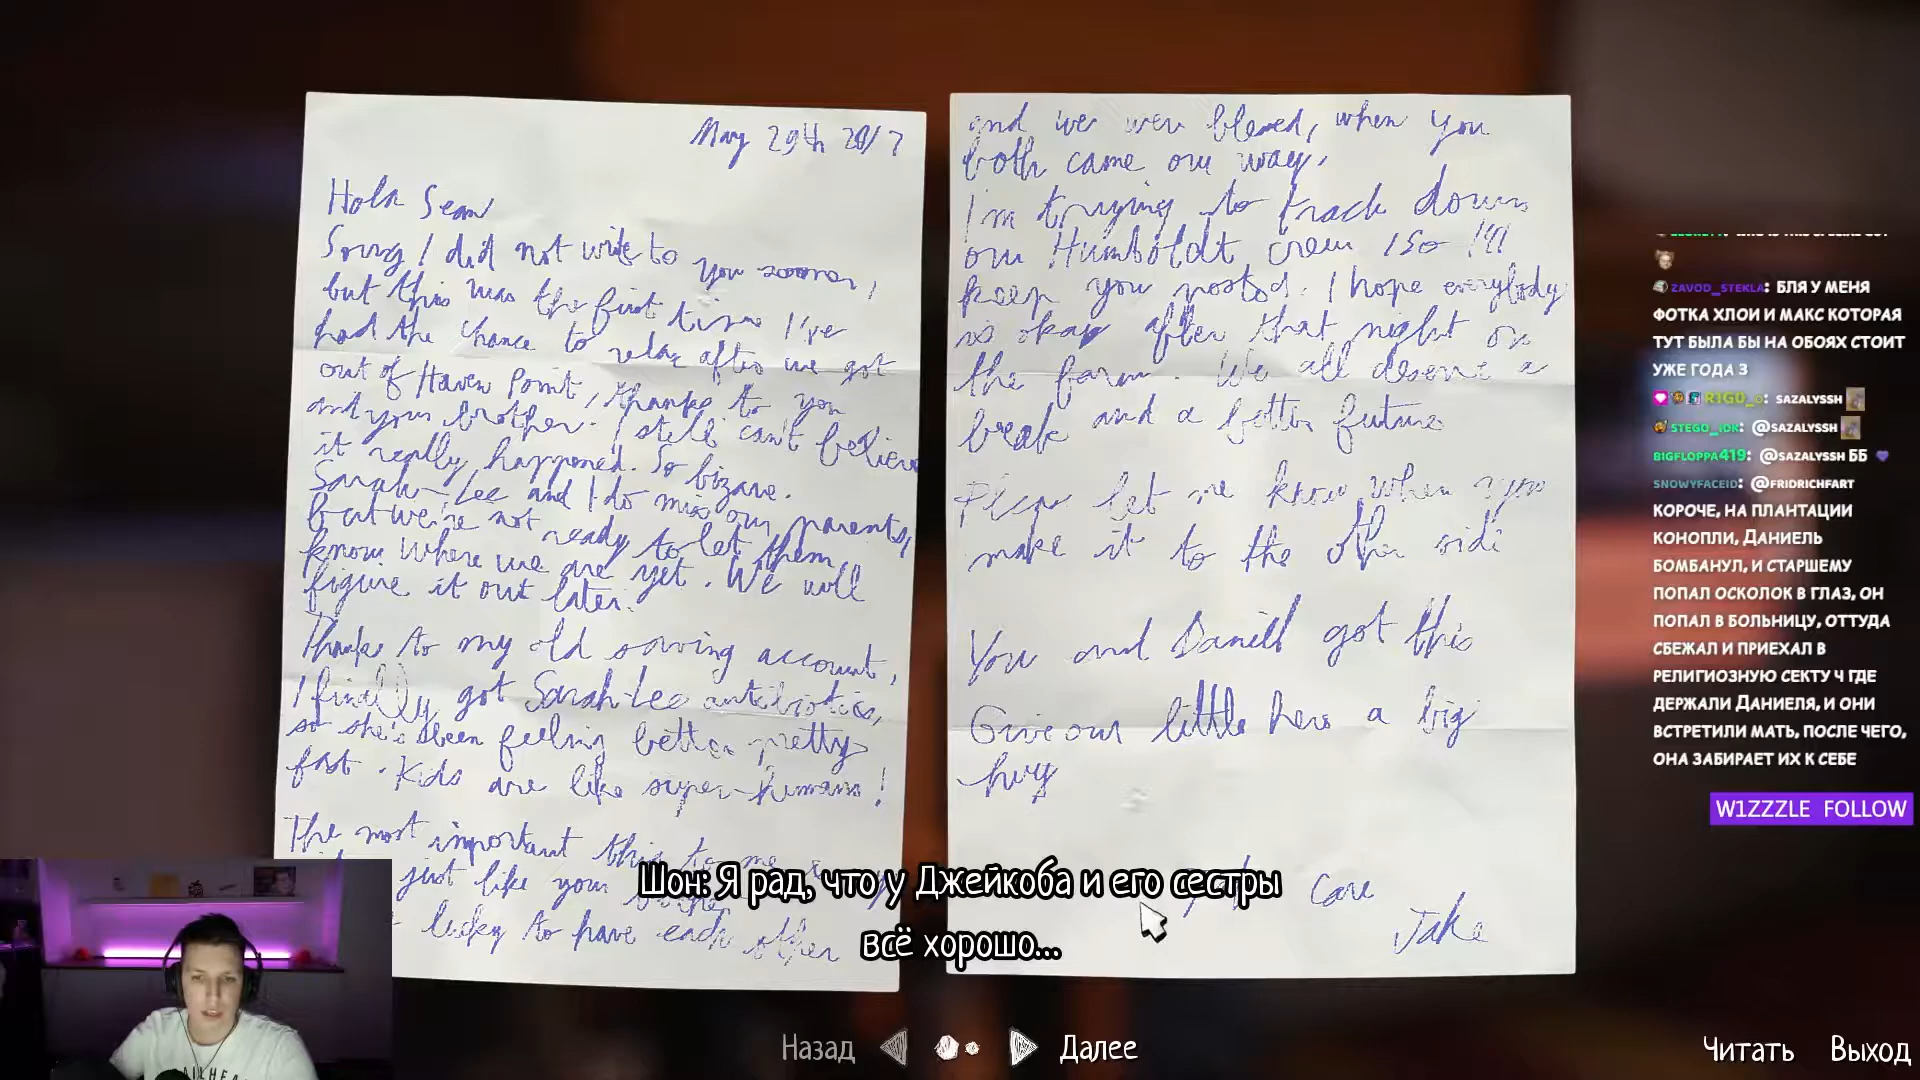 May 29th 2017
Hola Sean
Sorry I did not write to you sooner,
but this was the first time I've
had the chance to relax after we got
out of Haven Point, thanks to you
and your brother. I still can't believe
it really happened. So bizare.
Sarah-Lee and I do miss our parents,
but we're not ready to let them
know where we are yet. We will
figure it out later.
Thanks to my old saving account,
I finally got Sarah-Lee antibiotics,
so she's been feeling better pretty
fast. Kids are like super-humans!
The most important this to me
just like you
lucky to have each other
and we were blessed, when you
both came our way.
I'm trying to track down
our Humboldt crew so I'll
keep you posted. I hope everybody
is okay after that night on
the farm. We all deserve a
break and a better future
Please let me know when you
make it to the other side
You and Daniel got this
Give our little hero a big
hug
Care
Jake
Шон: Я рад, что у Джейкоба и его сестры
всё хорошо...
Назад
Далее
Читать
Выход
ZAVOD_STEKLA: БЛЯ У МЕНЯ
ФОТКА ХЛОИ И МАКС КОТОРАЯ
ТУТ БЫЛА БЫ НА ОБОЯХ СТОИТ
УЖЕ ГОДА 3
R1GU_O: SAZALYSSH
STEGO_IDK: @SAZALYSSH
BIGFLOPPA419: @SAZALYSSH ББ
SNOWYFACEID: @FRIDRICHFART
КОРОЧЕ, НА ПЛАНТАЦИИ
КОНОПЛИ, ДАНИЕЛЬ
БОМБАНУЛ, И СТАРШЕМУ
ПОПАЛ ОСКОЛОК В ГЛАЗ, ОН
ПОПАЛ В БОЛЬНИЦУ, ОТТУДА
СБЕЖАЛ И ПРИЕХАЛ В
РЕЛИГИОЗНУЮ СЕКТУ Ч ГДЕ
ДЕРЖАЛИ ДАНИЕЛЯ, И ОНИ
ВСТРЕТИЛИ МАТЬ, ПОСЛЕ ЧЕГО,
ОНА ЗАБИРАЕТ ИХ К СЕБЕ
W1ZZZLE FOLLOW